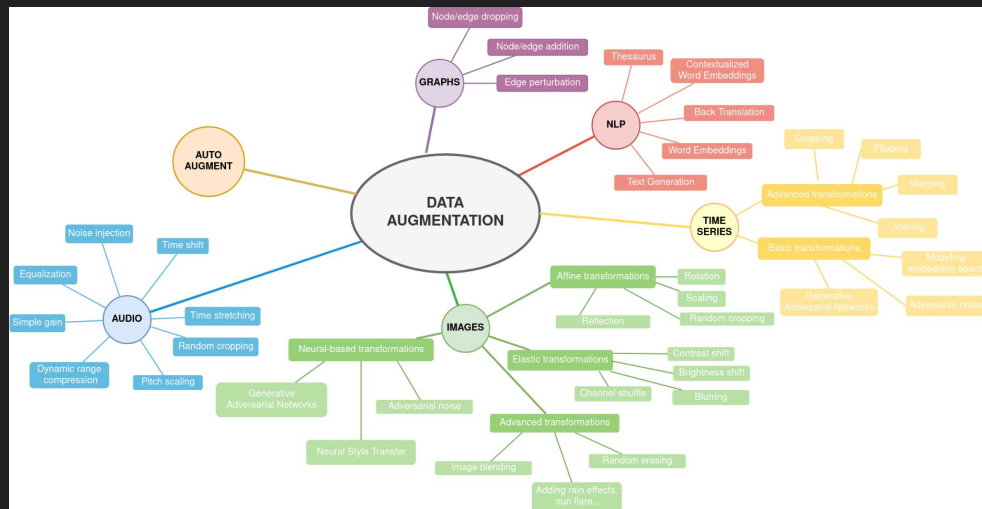 DATA
AUGMENTATION
GRAPHS
Node/edge dropping
Node/edge addition
Edge perturbation
NLP
Thesaurus
Contextualized
Word Embeddings
Back Translation
Word Embeddings
Text Generation
TIME
SERIES
Advanced transformations
Cropping
Flipping
Warping
Jittering
Basic transformations
Modyfing
embedding space
Adversarial noise
Generative
Adversarial Networks
IMAGES
Affine transformations
Rotation
Scaling
Random cropping
Reflection
Elastic transformations
Contrast shift
Brightness shift
Blurring
Channel shuffle
Advanced transformations
Random erasing
Adding rain effects,
sun flare...
Image blending
Neural-based transformations
Adversarial noise
Neural Style Transfer
Generative
Adversarial Networks
AUDIO
Noise injection
Time shift
Equalization
Simple gain
Time stretching
Random cropping
Dynamic range
compression
Pitch scaling
AUTO
AUGMENT